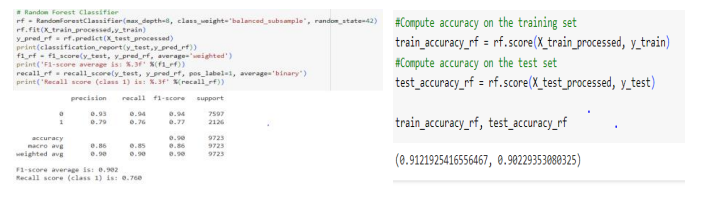 # Random Forest Classifier
rf = RandomForestClassifier(max_depth=8, class_weight='balanced_subsample', random_state=42)
rf.fit(X_train_processed,y_train)
y_pred_rf = rf.predict(X_test_processed)
print(classification_report(y_test,y_pred_rf))
f1_rf = f1_score(y_test, y_pred_rf, average='weighted')
print('F1-score average is: %.3f' %(f1_rf))
recall_rf = recall_score(y_test, y_pred_rf, pos_label=1, average='binary')
print('Recall score (class 1) is: %.3f' %(recall_rf))
precision recall f1-score support
0 0.93 0.94 0.94 7597
1 0.79 0.76 0.77 2126
accuracy 0.90 9723
macro avg 0.86 0.85 0.86 9723
weighted avg 0.90 0.90 0.90 9723
F1-score average is: 0.902
Recall score (class 1) is: 0.760
#Compute accuracy on the training set
train_accuracy_rf = rf.score(X_train_processed, y_train)
#Compute accuracy on the test set
test_accuracy_rf = rf.score(X_test_processed, y_test)
train_accuracy_rf, test_accuracy_rf
(0.9121925416556467, 0.90229353080325)